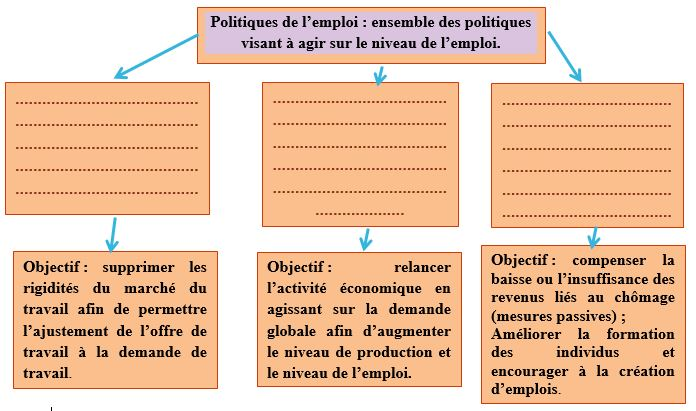 Politiques de l’emploi : ensemble des politiques
visant à agir sur le niveau de l’emploi.
……………………………………
……………………………………
……………………………………
……………………………………
……………………………………
……………………………………
……………………………………
……………………………………
……………………………………
……………………………………
…………………
……………………………………
……………………………………
……………………………………
……………………………………
……………………………………
……………………………………
Objectif : supprimer les
rigidités du marché du
travail afin de permettre
l’ajustement de l’offre de
travail à la demande de
travail.
Objectif : relancer
l’activité économique en
agissant sur la demande
globale afin d’augmenter
le niveau de production et
le niveau de l’emploi.
Objectif : compenser la
baisse ou l’insuffisance des
revenus liés au chômage
(mesures passives) ;
Améliorer la formation
des individus et
encourager à la création
d’emplois.